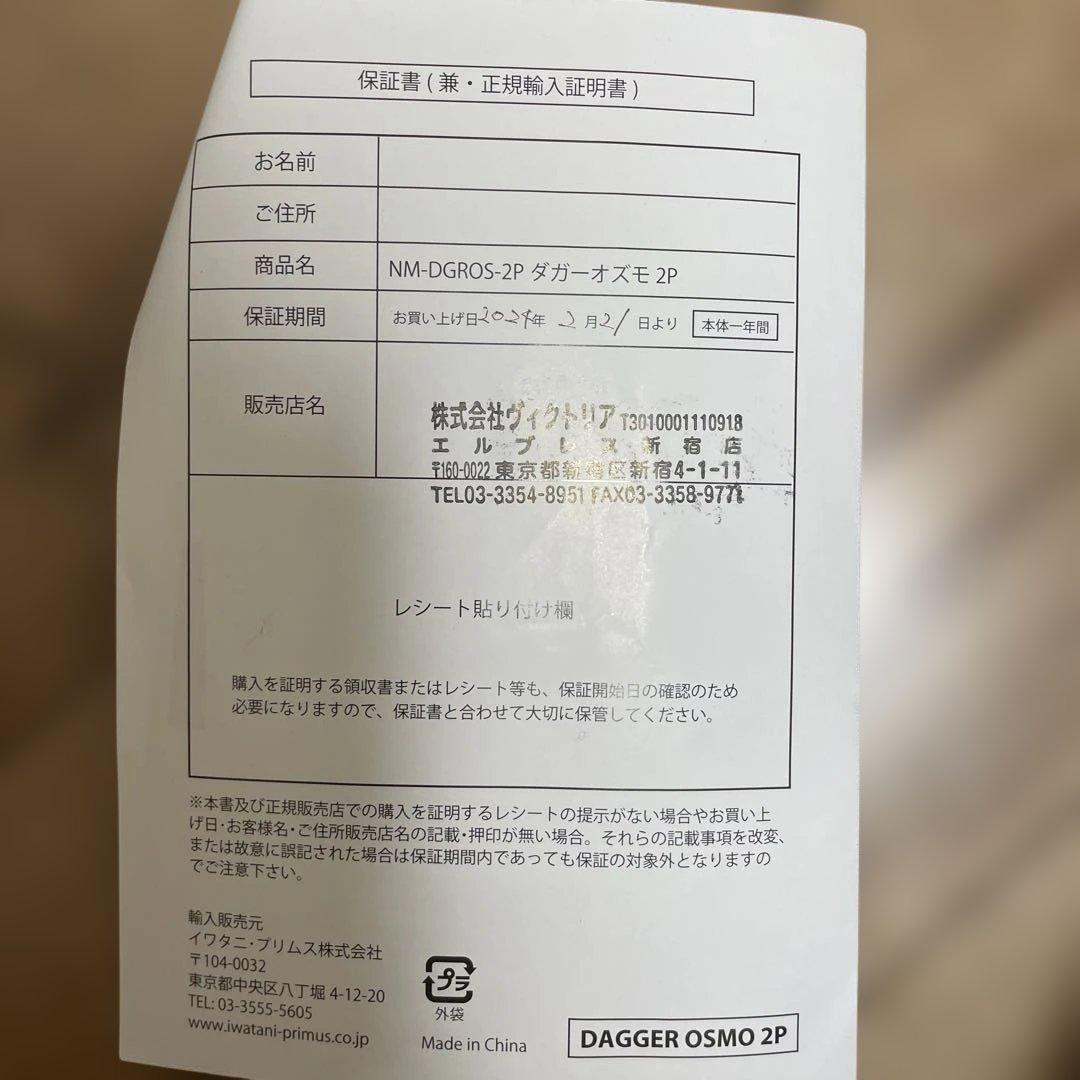 保証書 ( 兼・正規輸入証明書 )
お名前
ご住所
商品名 NM-DGROS-2P ダガーオズモ 2P
保証期間 お買い上げ日2024年 2月21日より 本体一年間
販売店名
株式会社ヴィクトリア T3010001110918
エルブレス新宿店
〒160-0022 東京都新宿区新宿4-1-11
TEL03-3354-8951 FAX03-3358-977
レシート貼り付け欄
購入を証明する領収書またはレシート等も、保証開始日の確認のため
必要になりますので、保証書と合わせて大切に保管してください。
※本書及び正規販売店での購入を証明するレシートの提示がない場合やお買い上
げ日・お客様名・ご住所販売店名の記載・押印が無い場合。それらの記載事項を改変、
または故意に誤記された場合は保証期間内であっても保証の対象外となりますの
でご注意下さい。
輸入販売元
イワタニ・プリムス株式会社
〒104-0032
東京都中央区八丁堀 4-12-20
TEL: 03-3555-5605
www.iwatani-primus.co.jp
プラ
外袋
Made in China
DAGGER OSMO 2P